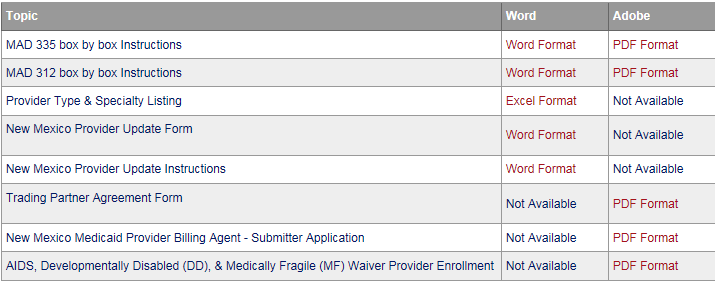 Topic Word Adobe
MAD 335 box by box Instructions Word Format PDF Format
MAD 312 box by box Instructions Word Format PDF Format
Provider Type & Specialty Listing Excel Format Not Available
New Mexico Provider Update Form Word Format Not Available
New Mexico Provider Update Instructions Word Format Not Available
Trading Partner Agreement Form Not Available PDF Format
New Mexico Medicaid Provider Billing Agent - Submitter Application Not Available PDF Format
AIDS, Developmentally Disabled (DD), & Medically Fragile (MF) Waiver Provider Enrollment Not Available PDF Format